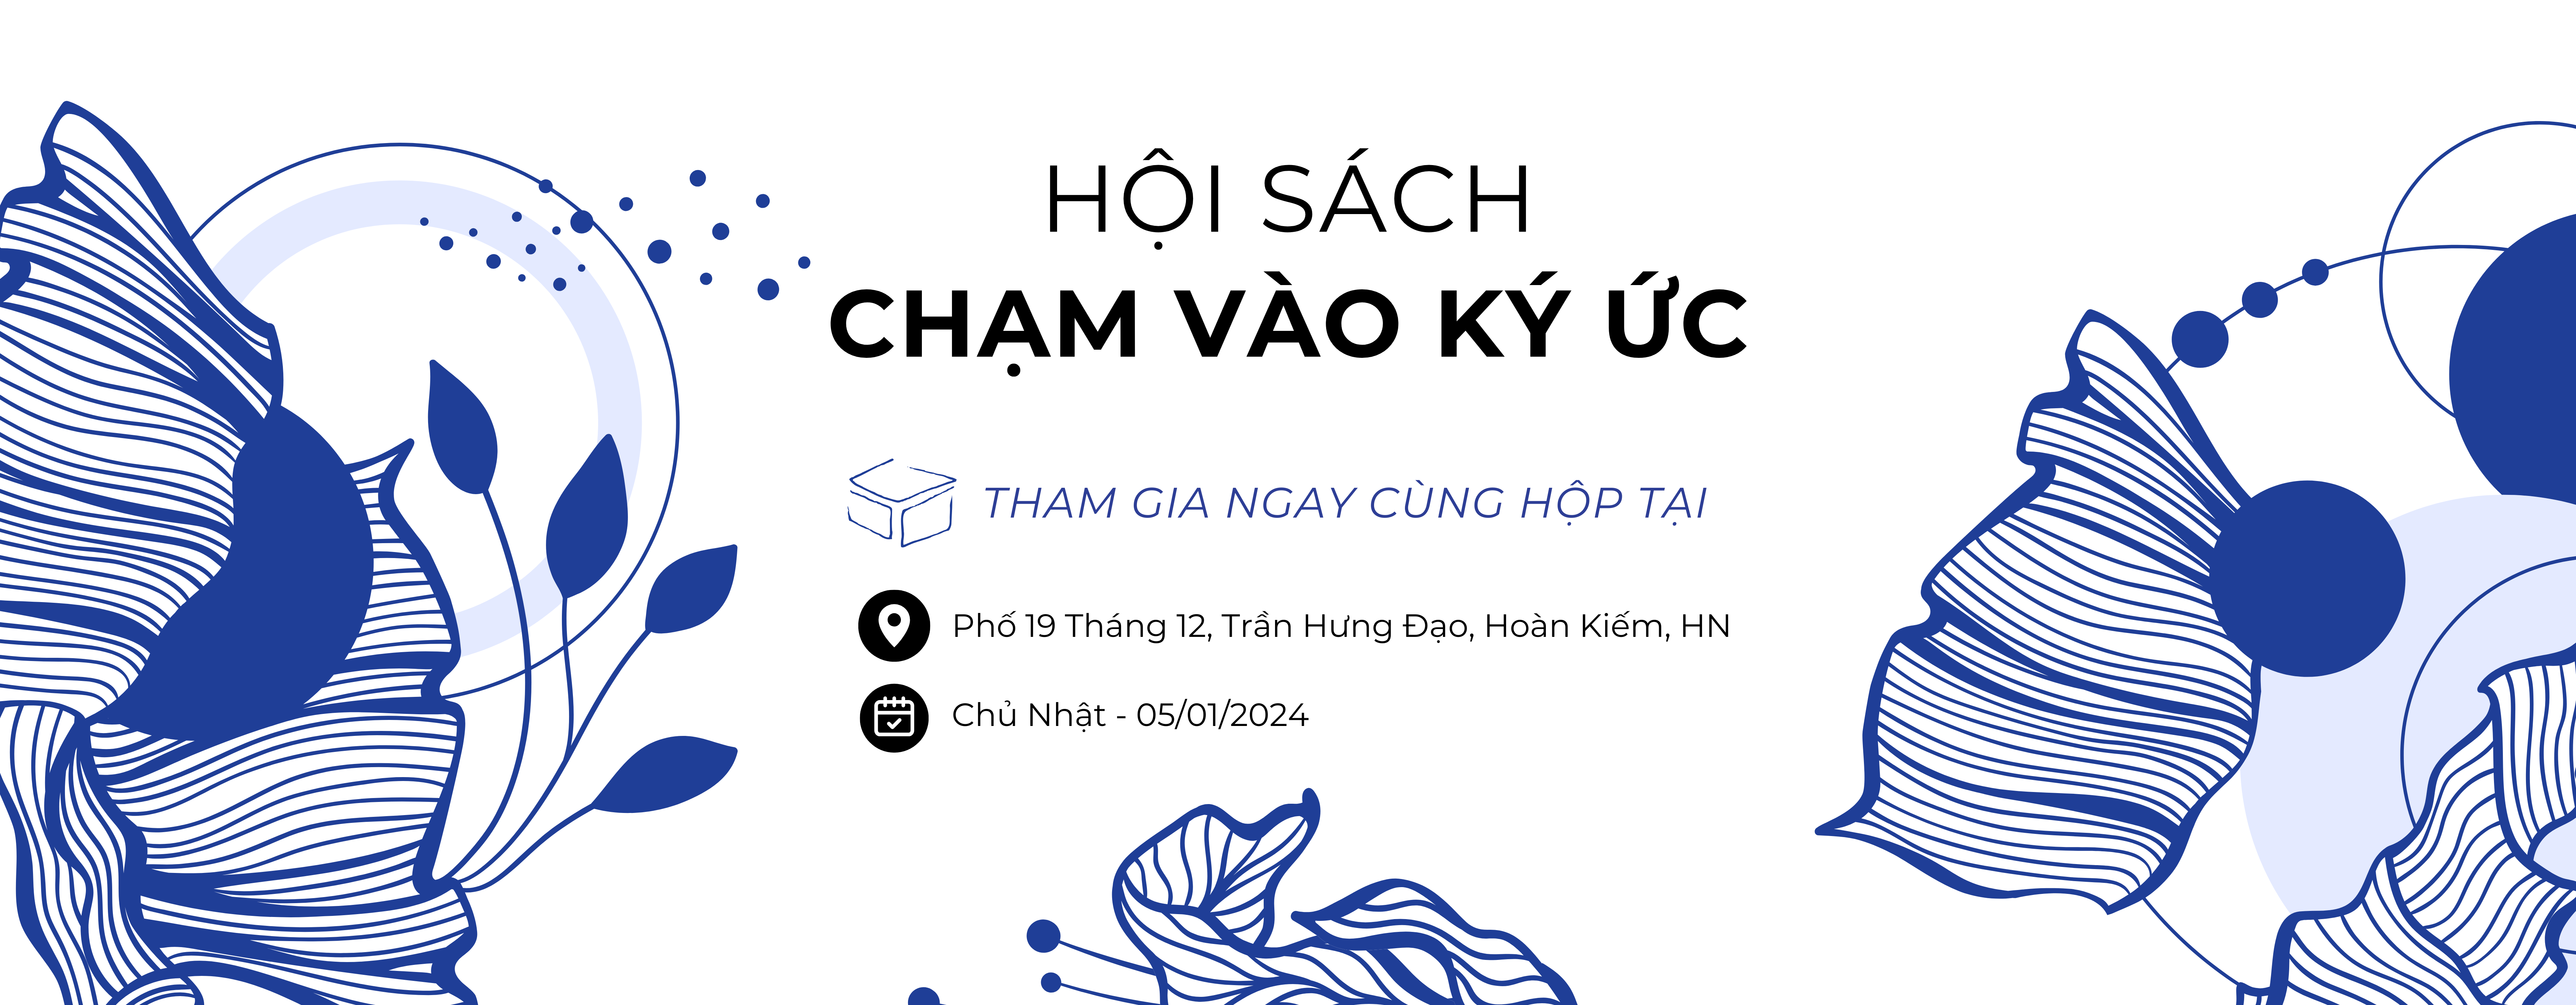 HỘI SÁCH
CHẠM VÀO KÝ ỨC
THAM GIA NGAY CÙNG HỘP TẠI
Phố 19 Tháng 12, Trần Hưng Đạo, Hoàn Kiếm, HN
Chủ Nhật - 05/01/2024